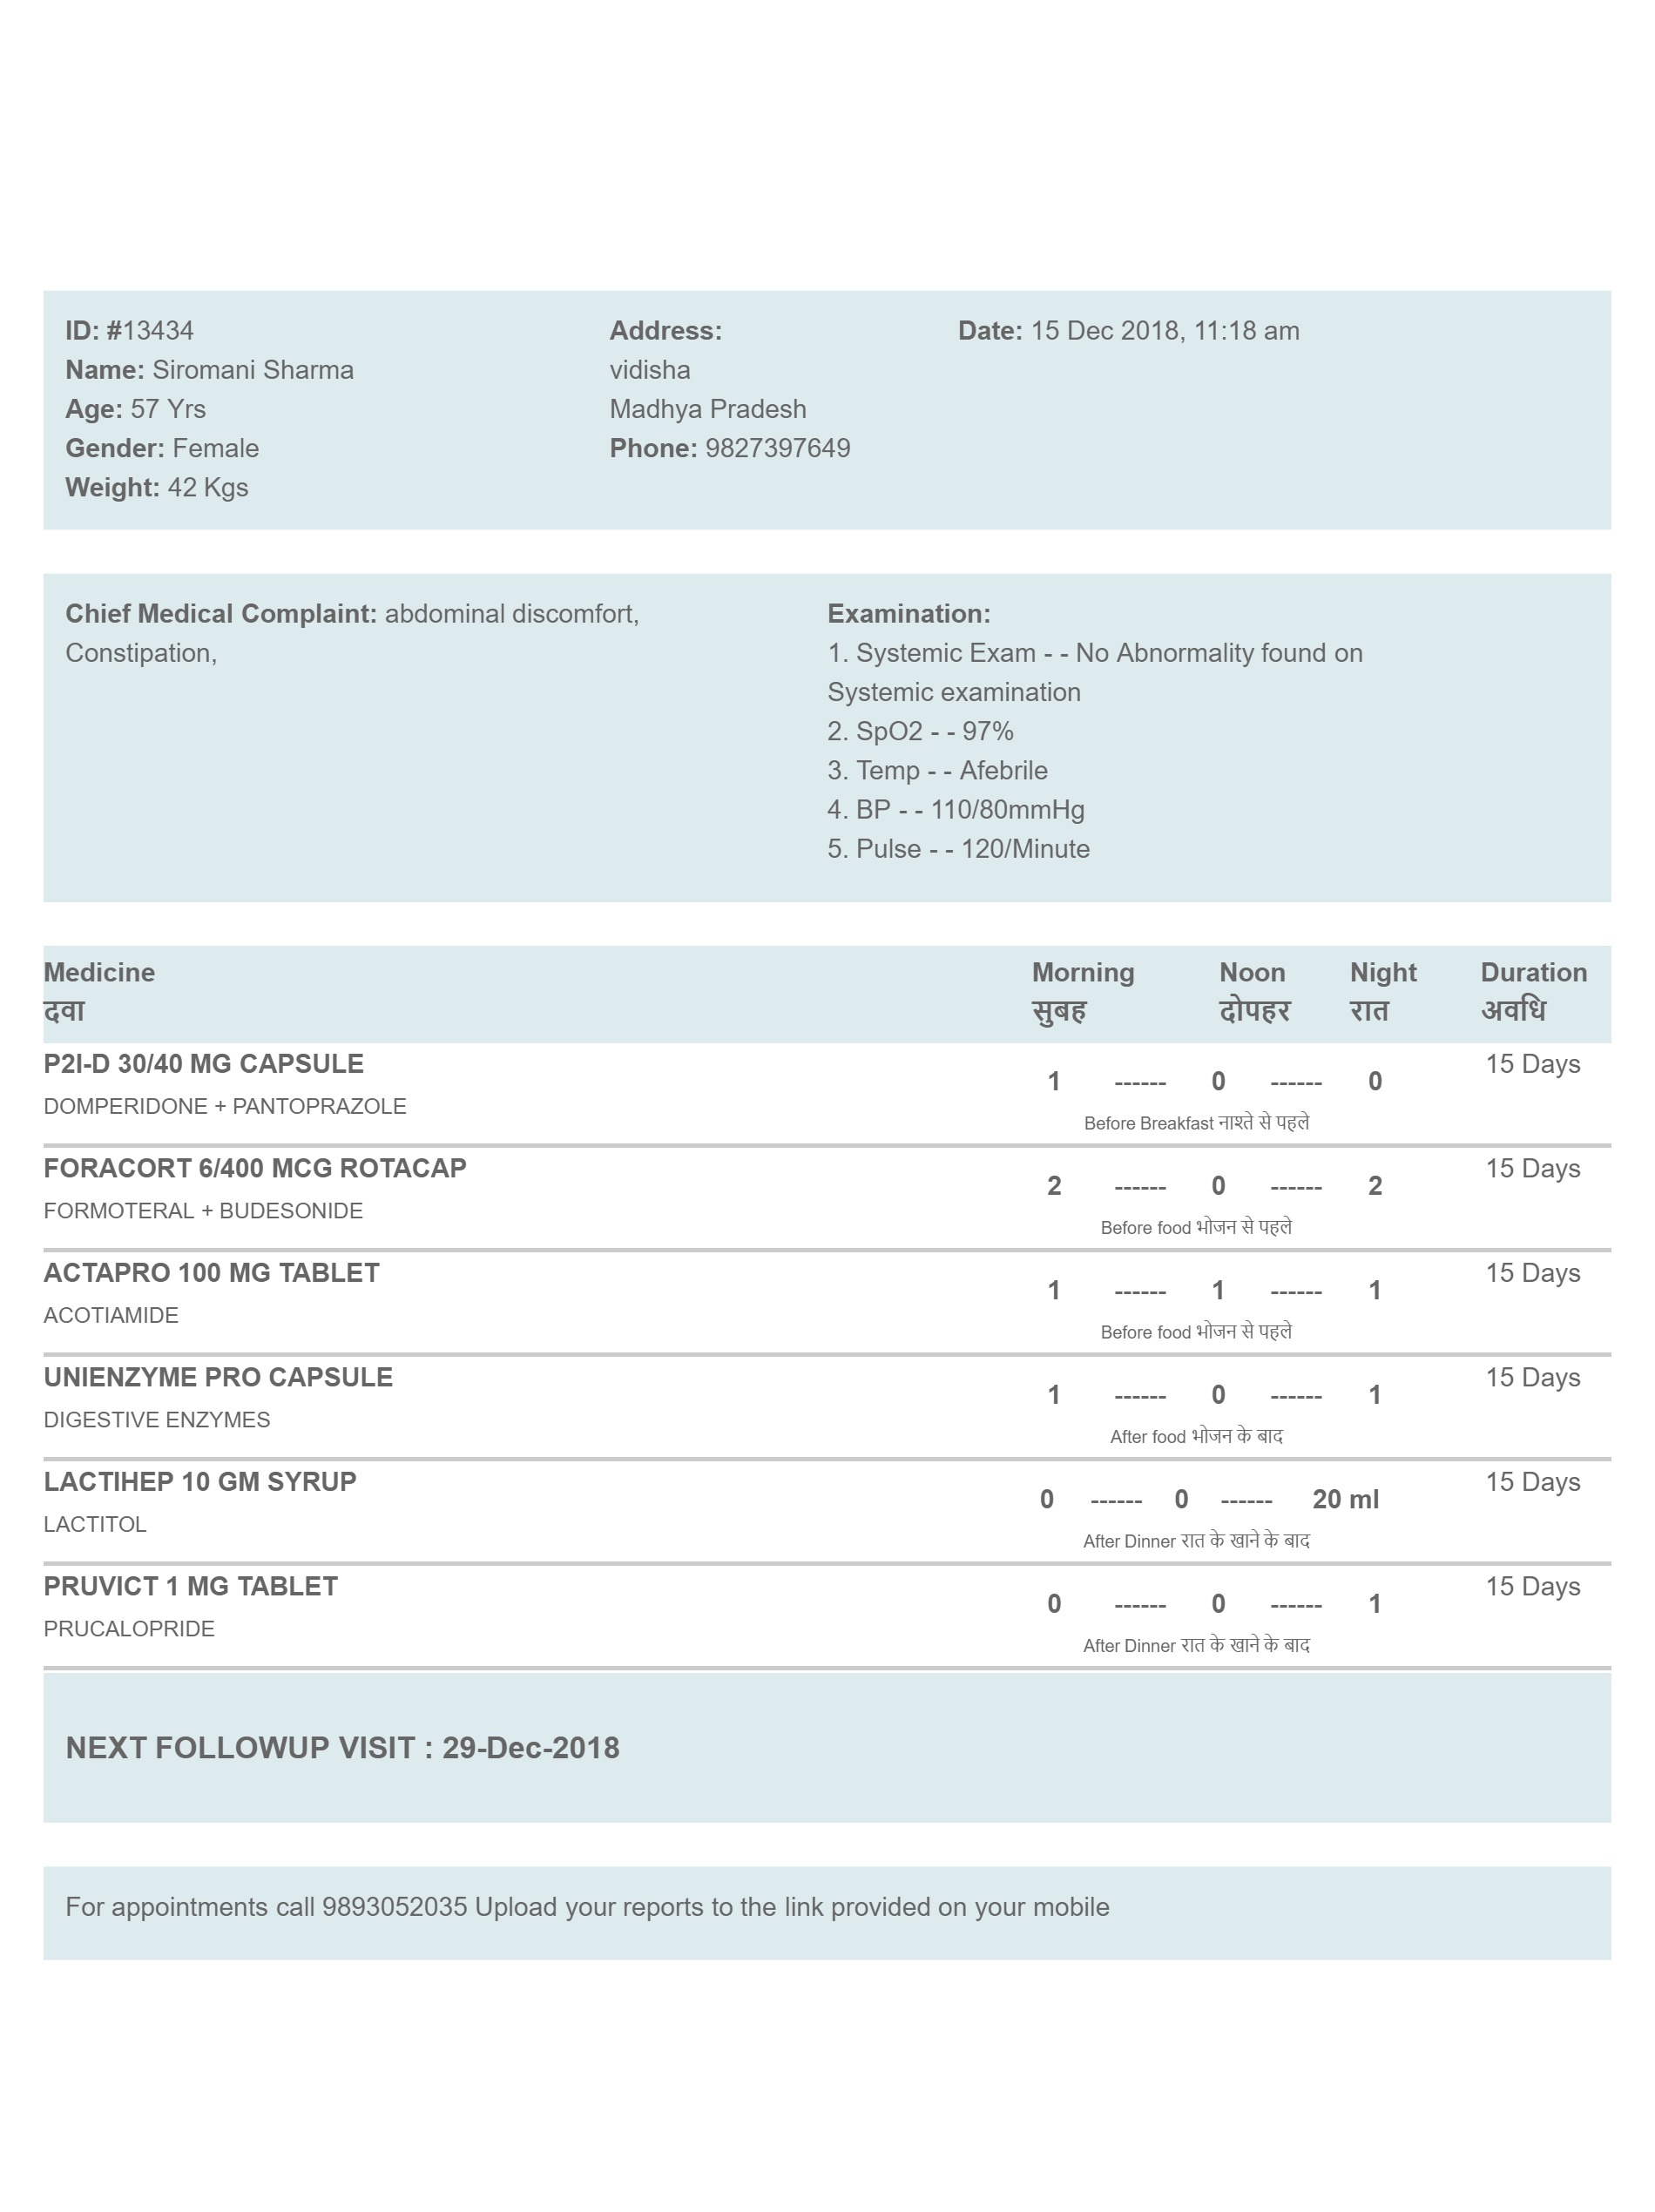 ID: #13434
Name: Siromani Sharma
Age: 57 Yrs
Gender: Female
Weight: 42 Kgs
Address:
vidisha
Madhya Pradesh
Phone: 9827397649
Date: 15 Dec 2018, 11:18 am
Chief Medical Complaint: abdominal discomfort,
Constipation,
Examination:
1. Systemic Exam - - No Abnormality found on
Systemic examination
2. SpO2 - - 97%
3. Temp - - Afebrile
4. BP - - 110/80mmHg
5. Pulse - - 120/Minute
Medicine Morning Noon Night Duration
दवा सुबह दोपहर रात अवधि
P2I-D 30/40 MG CAPSULE 15 Days
1 ------ 0 ------ 0
DOMPERIDONE + PANTOPRAZOLE
Before Breakfast नाश्ते से पहले
FORACORT 6/400 MCG ROTACAP 15 Days
2 ------ 0 ------ 2
FORMOTERAL + BUDESONIDE
Before food भोजन से पहले
ACTAPRO 100 MG TABLET 15 Days
1 ------ 1 ------ 1
ACOTIAMIDE
Before food भोजन से पहले
UNIENZYME PRO CAPSULE 15 Days
1 ------ 0 ------ 1
DIGESTIVE ENZYMES
After food भोजन के बाद
LACTIHEP 10 GM SYRUP 15 Days
0 ------ 0 ------ 20 ml
LACTITOL
After Dinner रात के खाने के बाद
PRUVICT 1 MG TABLET 15 Days
0 ------ 0 ------ 1
PRUCALOPRIDE
After Dinner रात के खाने के बाद
NEXT FOLLOWUP VISIT : 29-Dec-2018
For appointments call 9893052035 Upload your reports to the link provided on your mobile